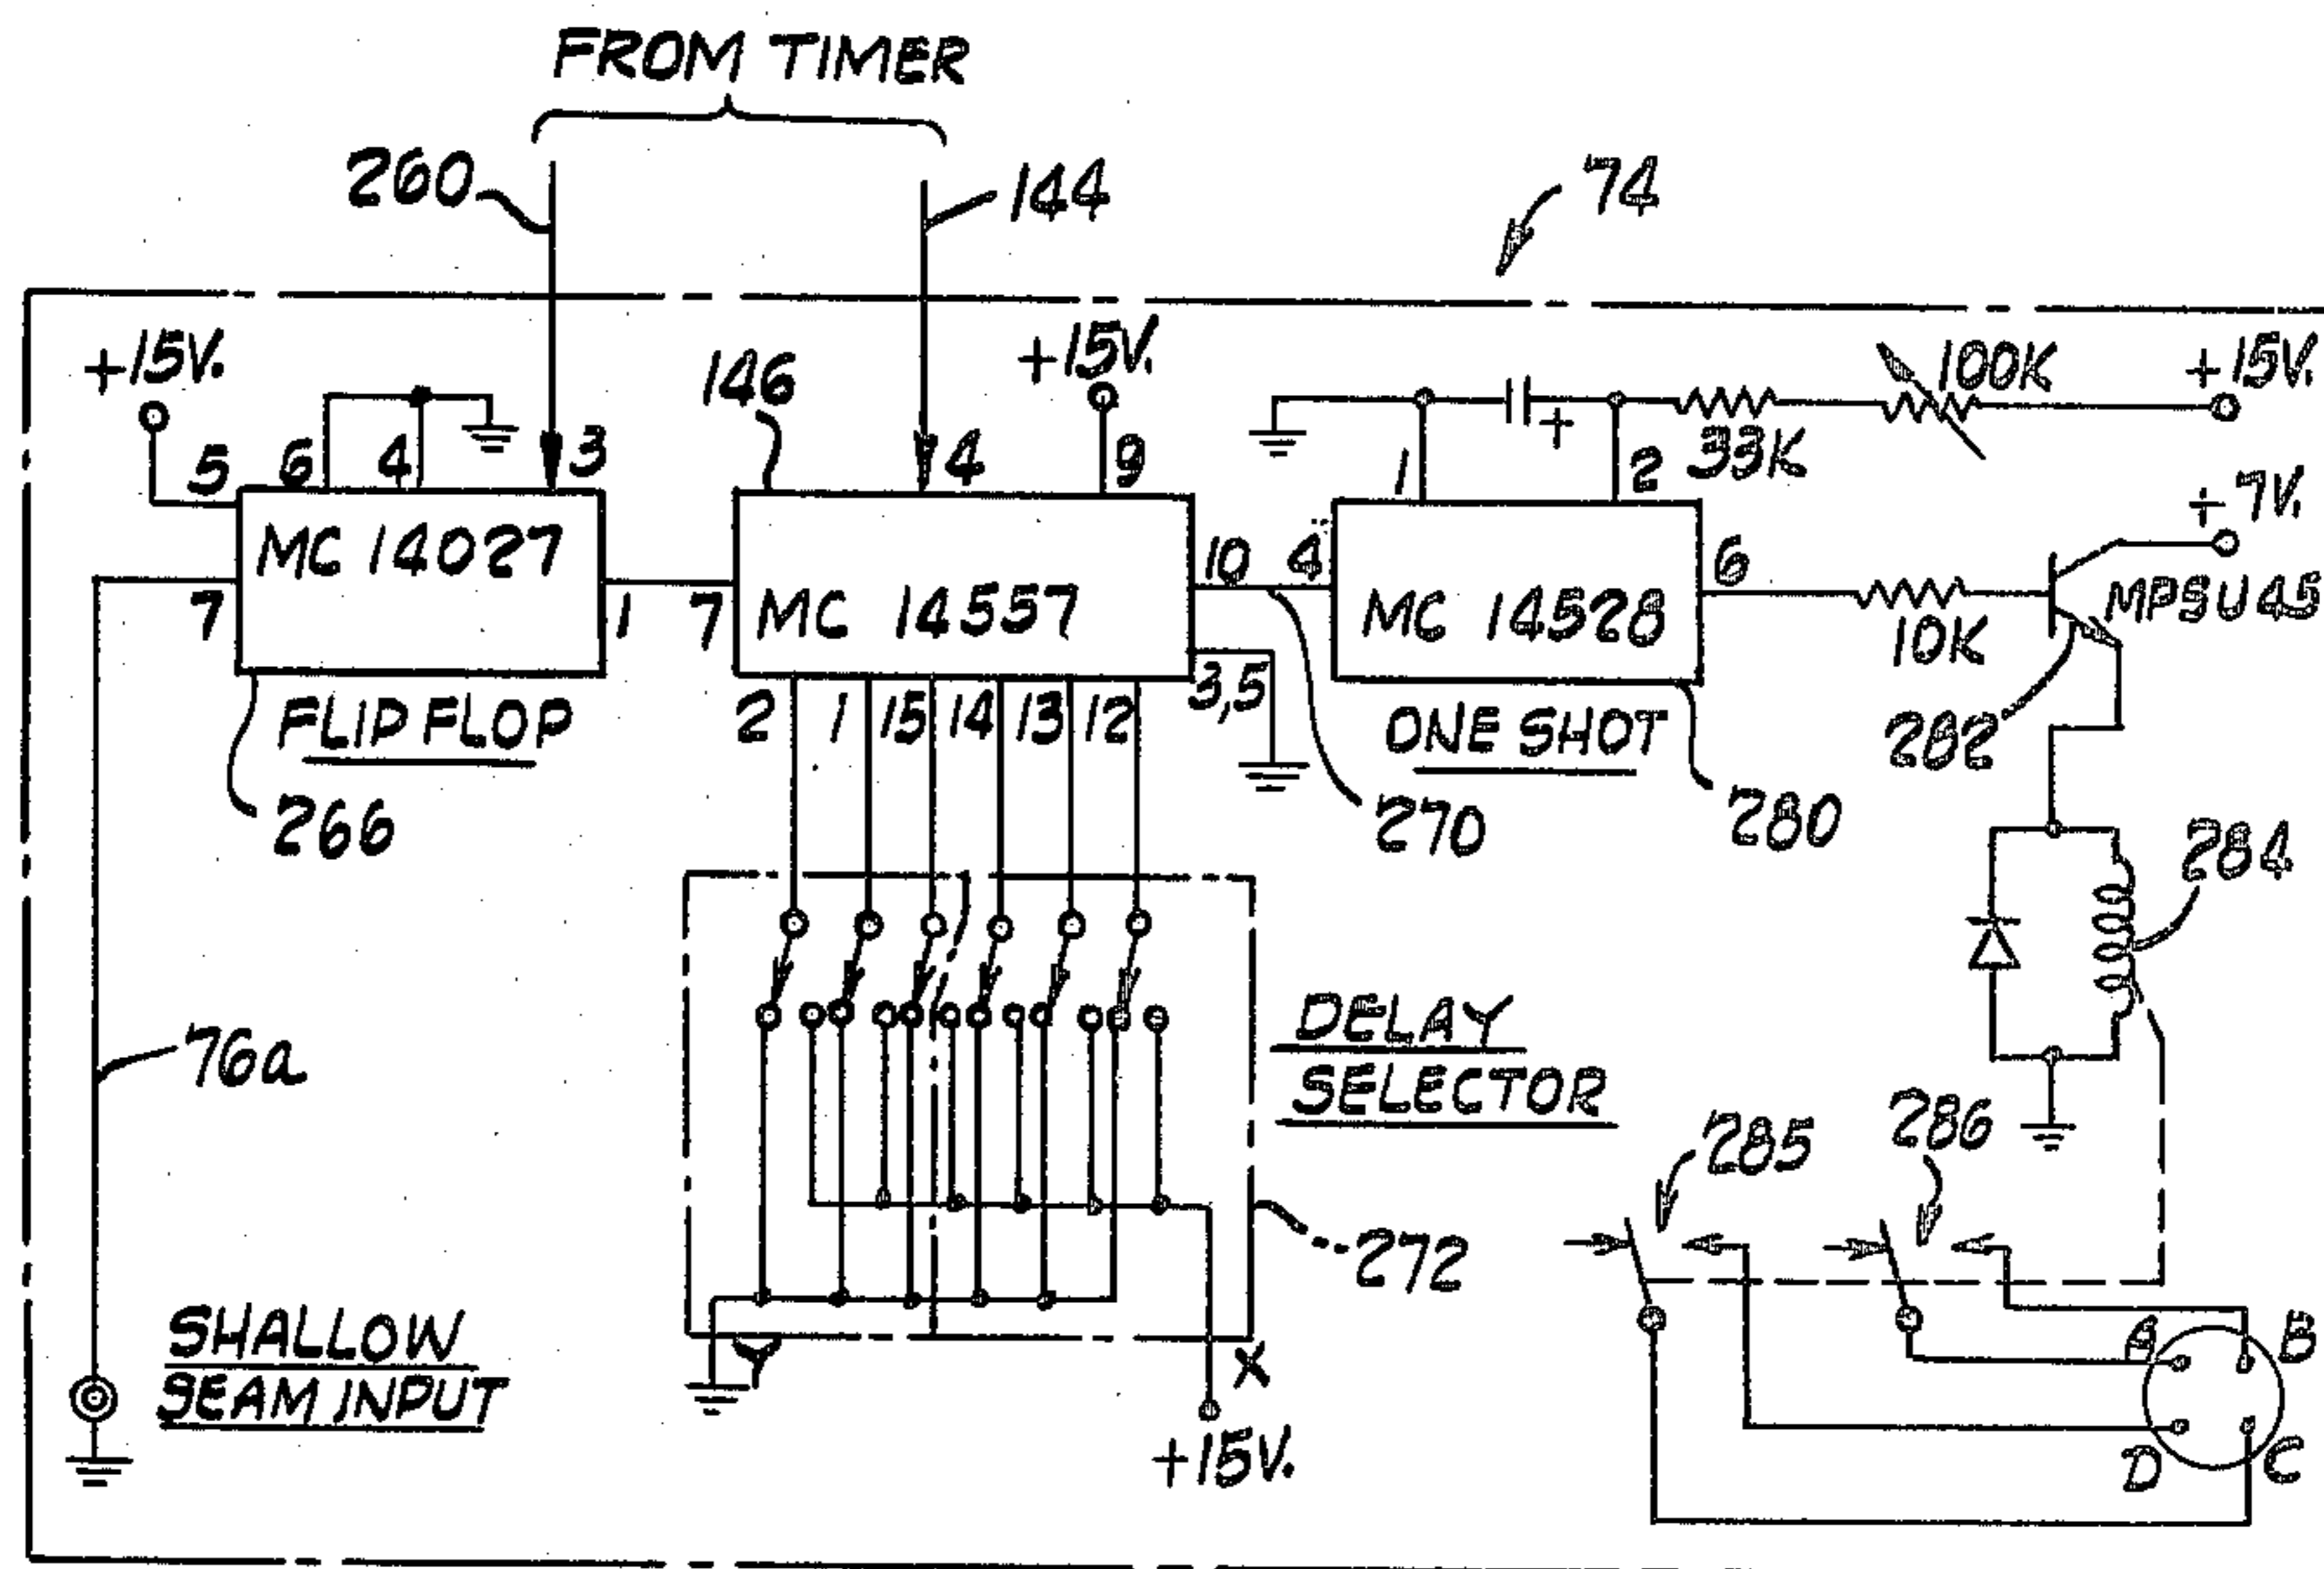 FROM TIMER
260
144
74
+15V.
146
+15V.
100K
+15V.
5
6
4
3
4
9
1
2
33K
+7V.
MC 14027
MC 14557
MC 14528
7
1
7
10
4
6
3,5
10K
MPSU45
FLIP FLOP
2
1
15
14
13
12
ONE SHOT
282
266
270
280
284
76a
DELAY
SELECTOR
285
286
272
SHALLOW
SEAM INPUT
Y
X
+15V.
A
B
D
C